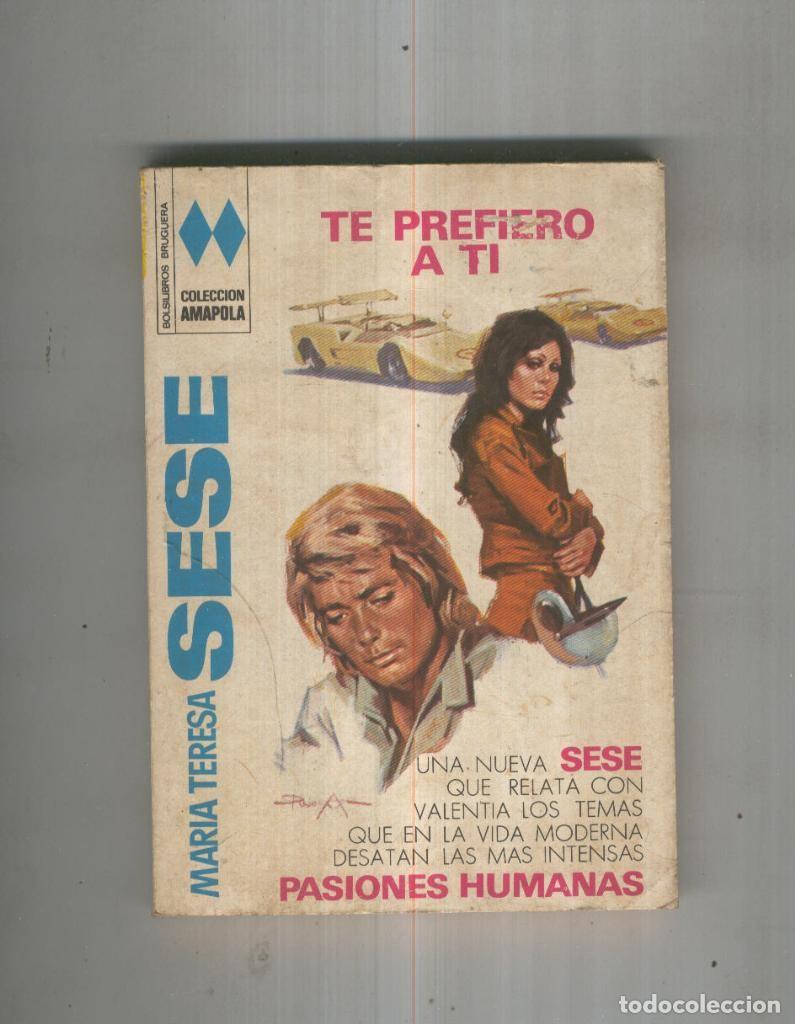 BOLSILIBROS BRUGUERA
COLECCION
AMAPOLA
TE PREFIERO
A TI
MARIA TERESA
SESE
UNA NUEVA SESE
QUE RELATA CON
VALENTIA LOS TEMAS
QUE EN LA VIDA MODERNA
DESATAN LAS MAS INTENSAS
PASIONES HUMANAS
todocoleccion